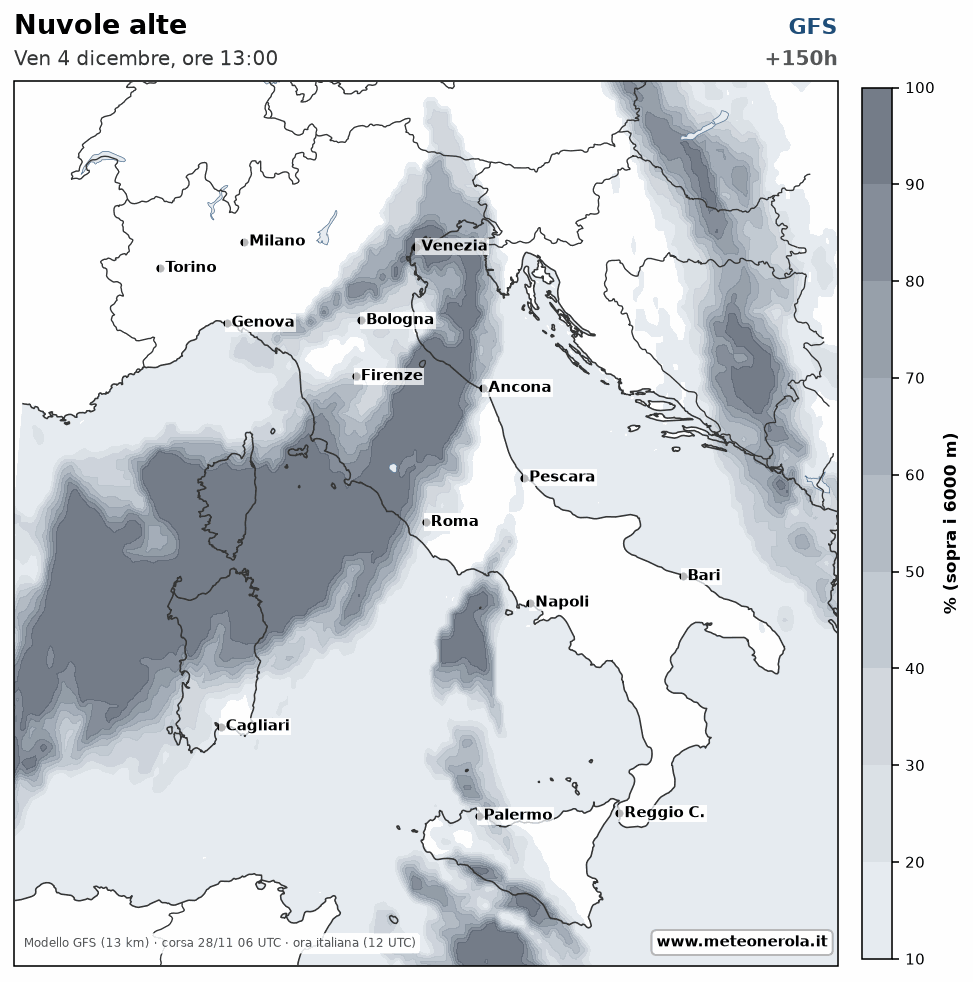 Nuvole alte
GFS
Ven 4 dicembre, ore 13:00
+150h
Venezia
Milano
Torino
Genova
Bologna
Firenze
Ancona
Pescara
Roma
Bari
Napoli
Cagliari
Palermo
Reggio C.
Modello GFS (13 km) · corsa 28/11 06 UTC · ora italiana (12 UTC)
www.meteonerola.it
100
90
80
70
60
50
40
30
20
10
% (sopra i 6000 m)